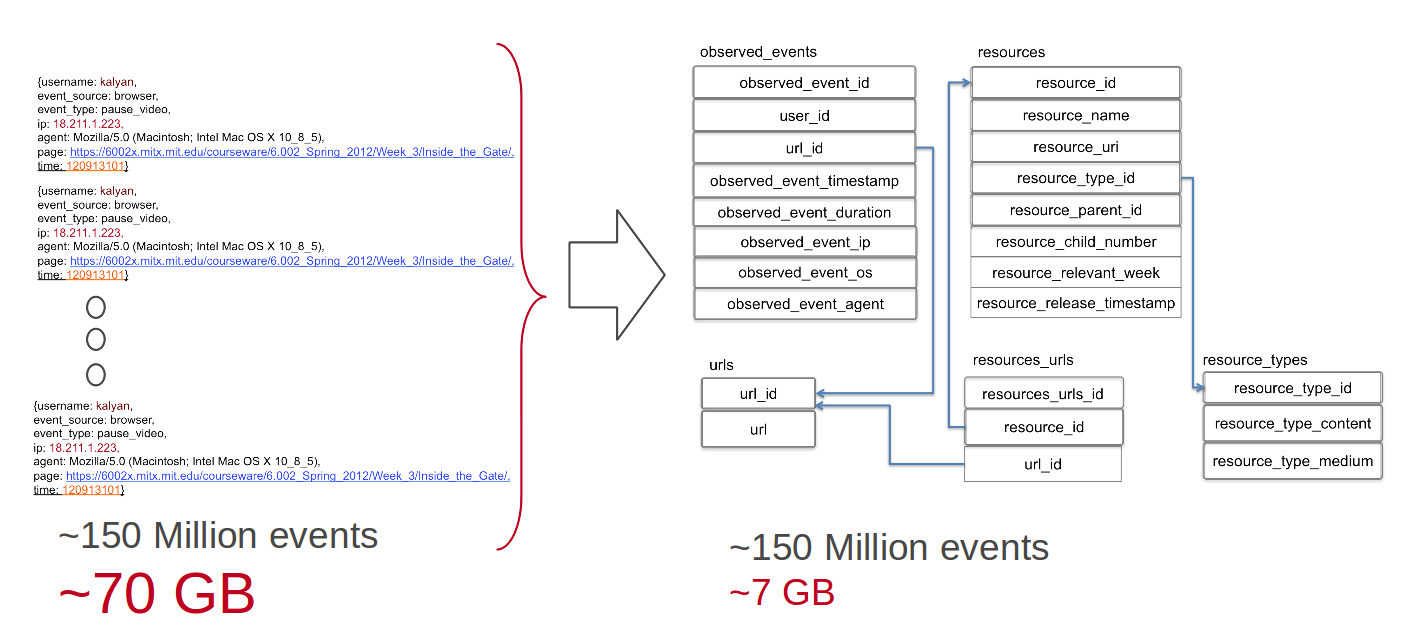 {username: kalyan,
event_source: browser,
event_type: pause_video,
ip: 18.211.1.223,
agent: Mozilla/5.0 (Macintosh; Intel Mac OS X 10_8_5),
page: https://6002x.mitx.mit.edu/courseware/6.002_Spring_2012/Week_3/Inside_the_Gate/,
time: 120913101}
{username: kalyan,
event_source: browser,
event_type: pause_video,
ip: 18.211.1.223,
agent: Mozilla/5.0 (Macintosh; Intel Mac OS X 10_8_5),
page: https://6002x.mitx.mit.edu/courseware/6.002_Spring_2012/Week_3/Inside_the_Gate/,
time: 120913101}
{username: kalyan,
event_source: browser,
event_type: pause_video,
ip: 18.211.1.223,
agent: Mozilla/5.0 (Macintosh; Intel Mac OS X 10_8_5),
page: https://6002x.mitx.mit.edu/courseware/6.002_Spring_2012/Week_3/Inside_the_Gate/,
time: 120913101}
~150 Million events
~70 GB
observed_events
observed_event_id
user_id
url_id
observed_event_timestamp
observed_event_duration
observed_event_ip
observed_event_os
observed_event_agent
resources
resource_id
resource_name
resource_uri
resource_type_id
resource_parent_id
resource_child_number
resource_relevant_week
resource_release_timestamp
urls
url_id
url
resources_urls
resources_urls_id
resource_id
url_id
resource_types
resource_type_id
resource_type_content
resource_type_medium
~150 Million events
~7 GB